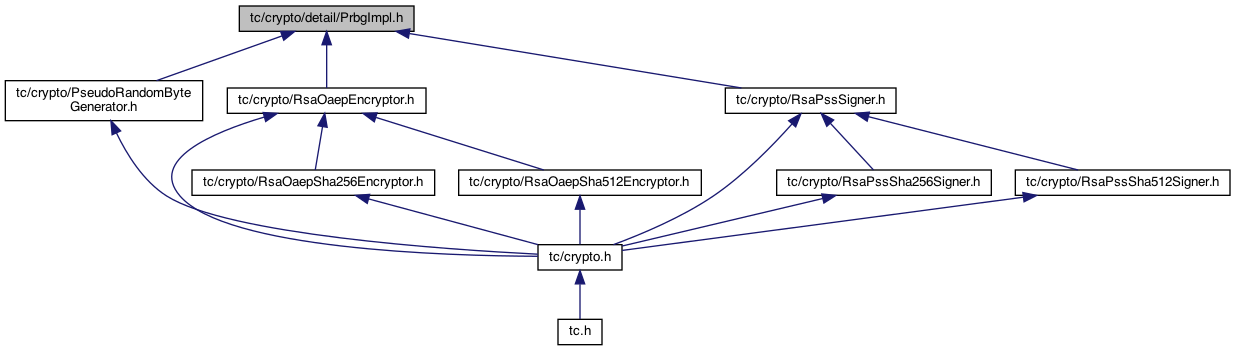 tc/crypto/detail/PrbgImpl.h
tc/crypto/PseudoRandomByte
Generator.h
tc/crypto/RsaOaepEncryptor.h
tc/crypto/RsaPssSigner.h
tc/crypto/RsaOaepSha256Encryptor.h
tc/crypto/RsaOaepSha512Encryptor.h
tc/crypto/RsaPssSha256Signer.h
tc/crypto/RsaPssSha512Signer.h
tc/crypto.h
tc.h